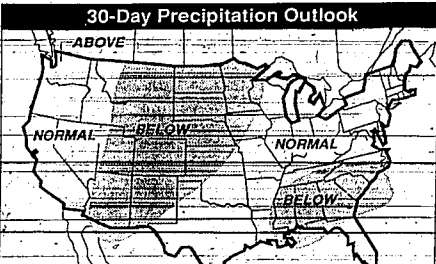 30-Day Precipitation Outlook
ABOVE
NORMAL
BELOW
NORMAL
BELOW